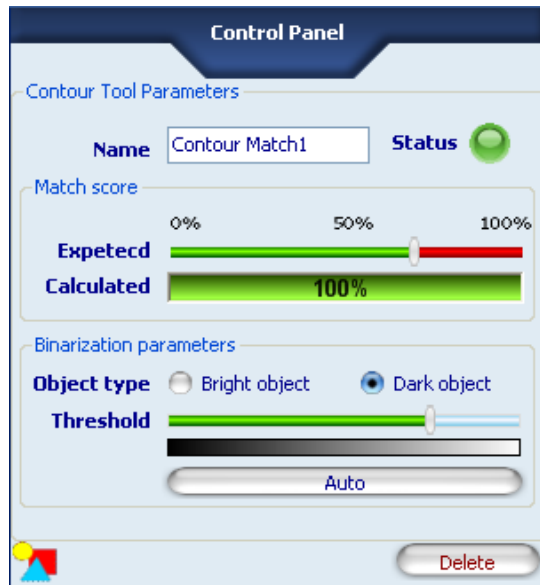 Control Panel
Contour Tool Parameters
Name Contour Match1 Status
Match score
0% 50% 100%
Expetecd
Calculated 100%
Binarization parameters
Object type Bright object Dark object
Threshold
Auto
Delete